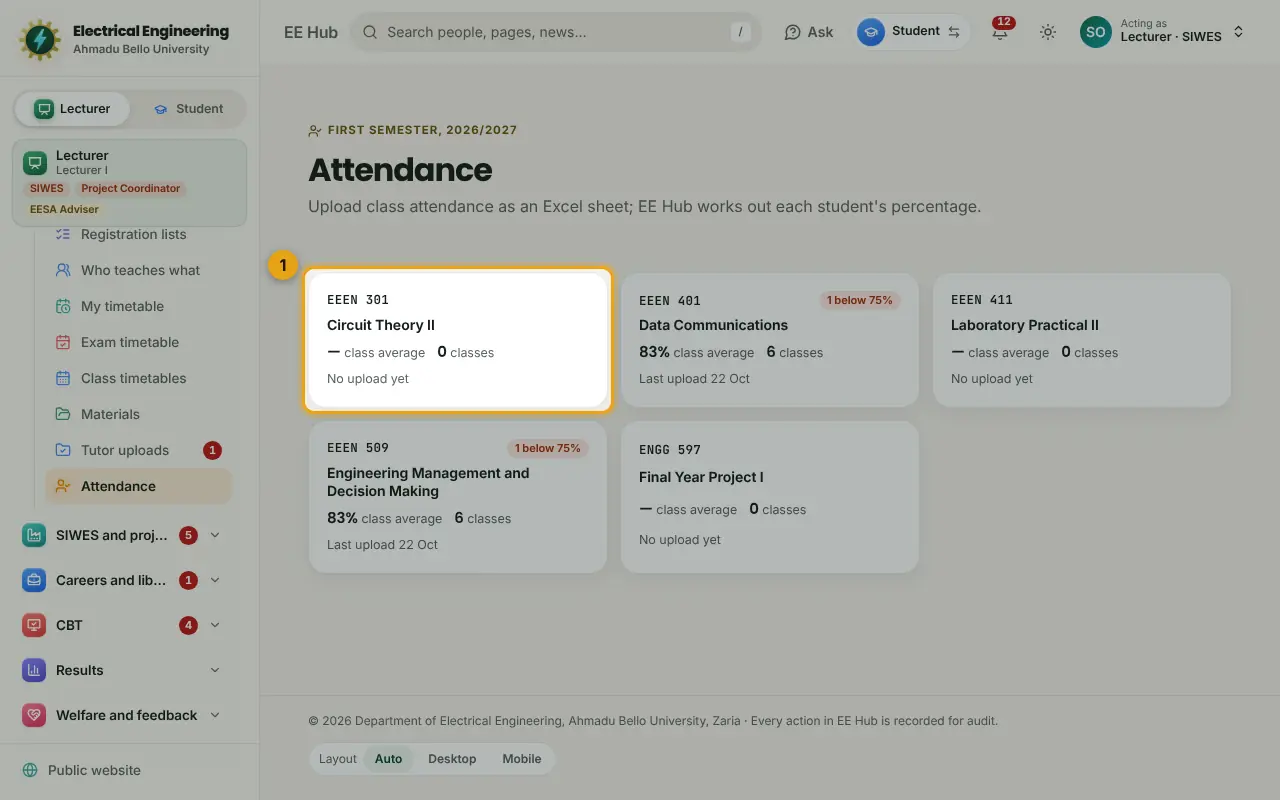 Electrical Engineering
Ahmadu Bello University
EE Hub
Search people, pages, news...
/
Ask
Student
12
SO
Acting as
Lecturer · SIWES
Lecturer
Student
Lecturer
Lecturer I
SIWES
Project Coordinator
EESA Adviser
Registration lists
Who teaches what
My timetable
Exam timetable
Class timetables
Materials
Tutor uploads
1
Attendance
SIWES and proj...
5
Careers and lib...
1
CBT
4
Results
Welfare and feedback
Public website
FIRST SEMESTER, 2026/2027
Attendance
Upload class attendance as an Excel sheet; EE Hub works out each student's percentage.
1
EEEN 301
Circuit Theory II
— class average 0 classes
No upload yet
EEEN 401
1 below 75%
Data Communications
83% class average 6 classes
Last upload 22 Oct
EEEN 411
Laboratory Practical II
— class average 0 classes
No upload yet
EEEN 509
1 below 75%
Engineering Management and
Decision Making
83% class average 6 classes
Last upload 22 Oct
ENGG 597
Final Year Project I
— class average 0 classes
No upload yet
© 2026 Department of Electrical Engineering, Ahmadu Bello University, Zaria · Every action in EE Hub is recorded for audit.
Layout
Auto
Desktop
Mobile